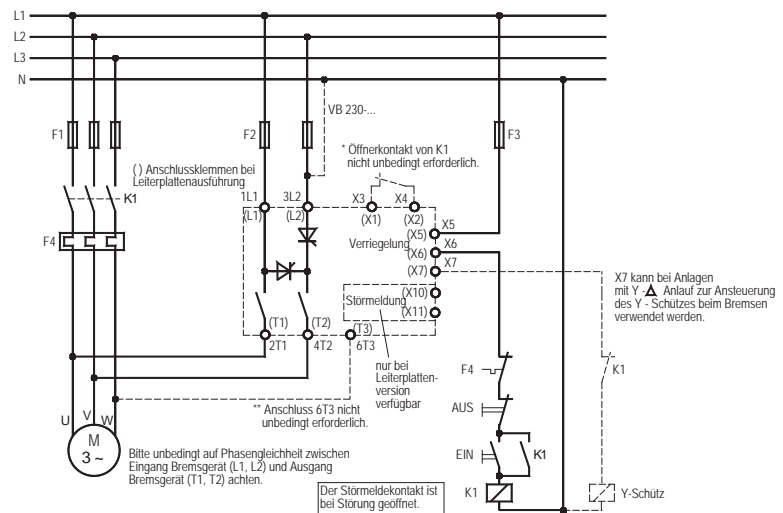 L1
L2
L3
N
VB 230-...
F1
F2
F3
* Öffnerkontakt von K1
nicht unbedingt erforderlich.
( ) Anschlussklemmen bei
Leiterplattenausführung
K1
1L1
3L2
X3
X4
(L1)
(L2)
(X1)
(X2)
X5
(X5)
Verriegelung
X6
(X6)
X7
(X7)
F4
X7 kann bei Anlagen
mit Y -Δ Anlauf zur Ansteuerung
des Y - Schützes beim Bremsen
verwendet werden.
Störmeldung
(X10)
(X11)
(T1)
(T2)
(T3)
2T1
4T2
6T3
nur bei
Leiterplatten-
version
verfügbar
F4
K1
** Anschluss 6T3 nicht
unbedingt erforderlich.
AUS
U
V
W
M
3 ~
Bitte unbedingt auf Phasengleichheit zwischen
Eingang Bremsgerät (L1, L2) und Ausgang
Bremsgerät (T1, T2) achten.
EIN
K1
Der Störmeldekontakt ist
bei Störung geöffnet.
K1
Y-Schütz